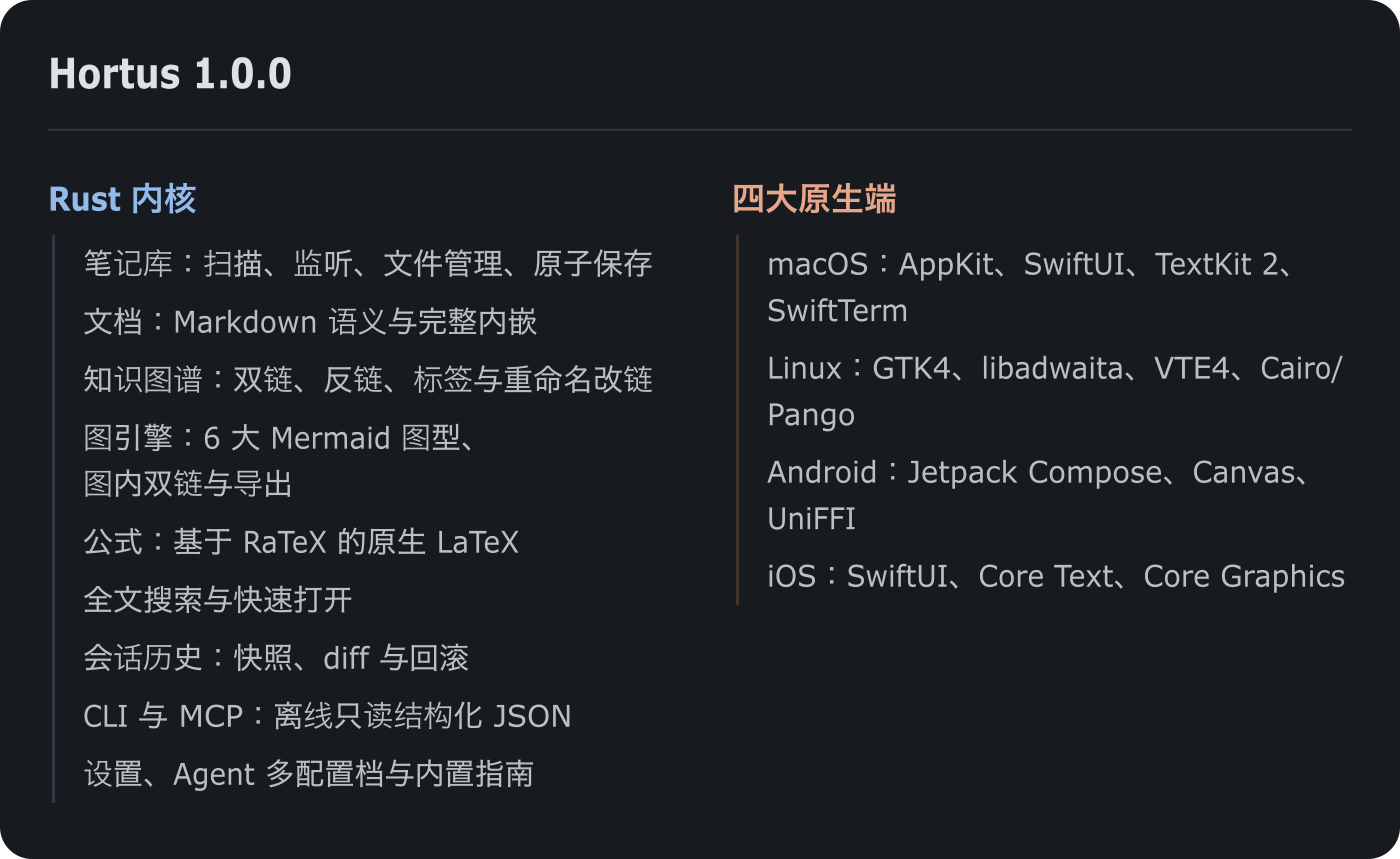 Hortus 1.0.0
Rust 内核
笔记库：扫描、监听、文件管理、原子保存
文档：Markdown 语义与完整内嵌
知识图谱：双链、反链、标签与重命名改链
图引擎：6 大 Mermaid 图型、
图内双链与导出
公式：基于 RaTeX 的原生 LaTeX
全文搜索与快速打开
会话历史：快照、diff 与回滚
CLI 与 MCP：离线只读结构化 JSON
设置、Agent 多配置档与内置指南
四大原生端
macOS：AppKit、SwiftUI、TextKit 2、
SwiftTerm
Linux：GTK4、libadwaita、VTE4、Cairo/
Pango
Android：Jetpack Compose、Canvas、
UniFFI
iOS：SwiftUI、Core Text、Core Graphics